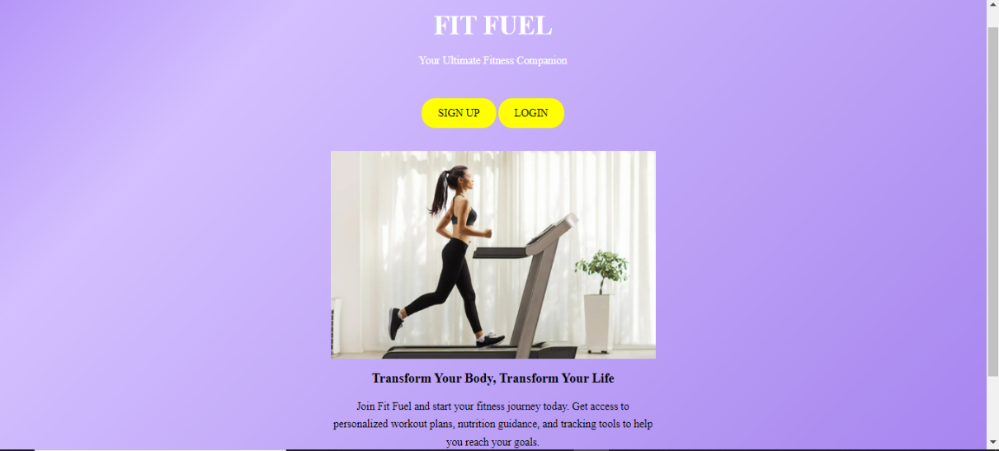 FIT FUEL
Your Ultimate Fitness Companion
SIGN UP LOGIN
Transform Your Body, Transform Your Life
Join Fit Fuel and start your fitness journey today. Get access to
personalized workout plans, nutrition guidance, and tracking tools to help
you reach your goals.